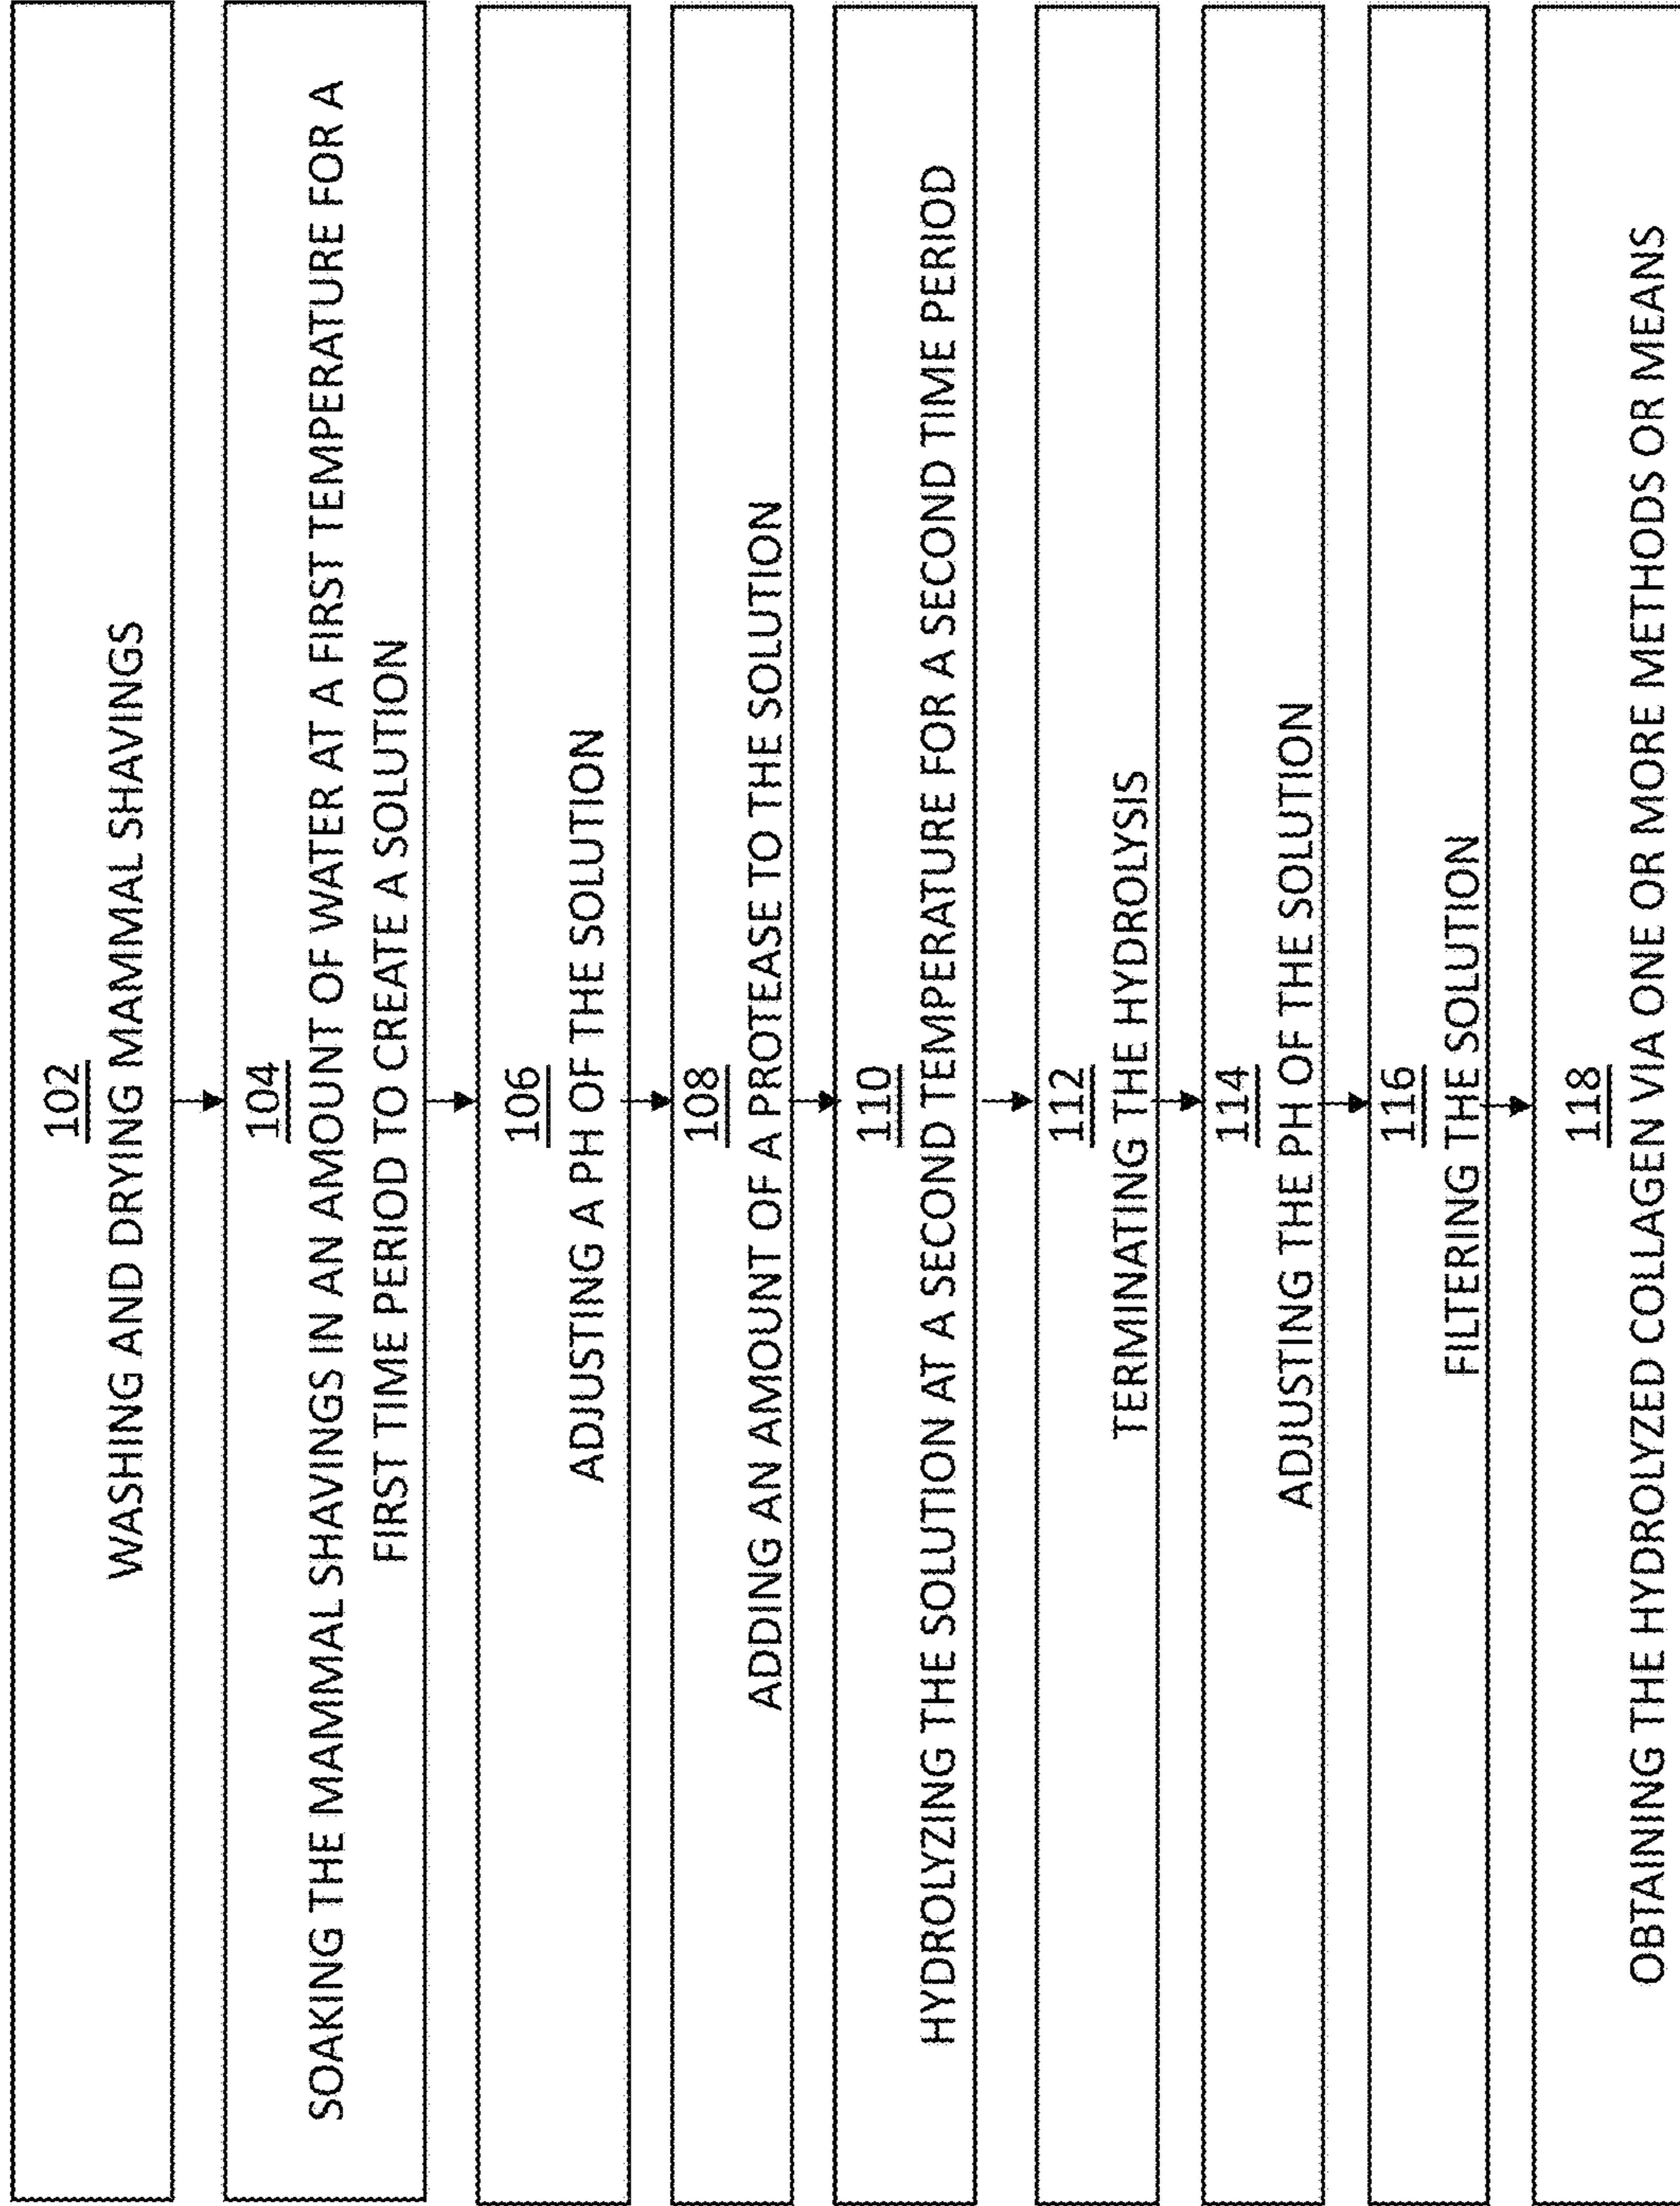 102
WASHING AND DRYING MAMMAL SHAVINGS
104
SOAKING THE MAMMAL SHAVINGS IN AN AMOUNT OF WATER AT A FIRST TEMPERATURE FOR A
FIRST TIME PERIOD TO CREATE A SOLUTION
106
ADJUSTING A PH OF THE SOLUTION
108
ADDING AN AMOUNT OF A PROTEASE TO THE SOLUTION
110
HYDROLYZING THE SOLUTION AT A SECOND TEMPERATURE FOR A SECOND TIME PERIOD
112
TERMINATING THE HYDROLYSIS
114
ADJUSTING THE PH OF THE SOLUTION
116
FILTERING THE SOLUTION
118
OBTAINING THE HYDROLYZED COLLAGEN VIA ONE OR MORE METHODS OR MEANS